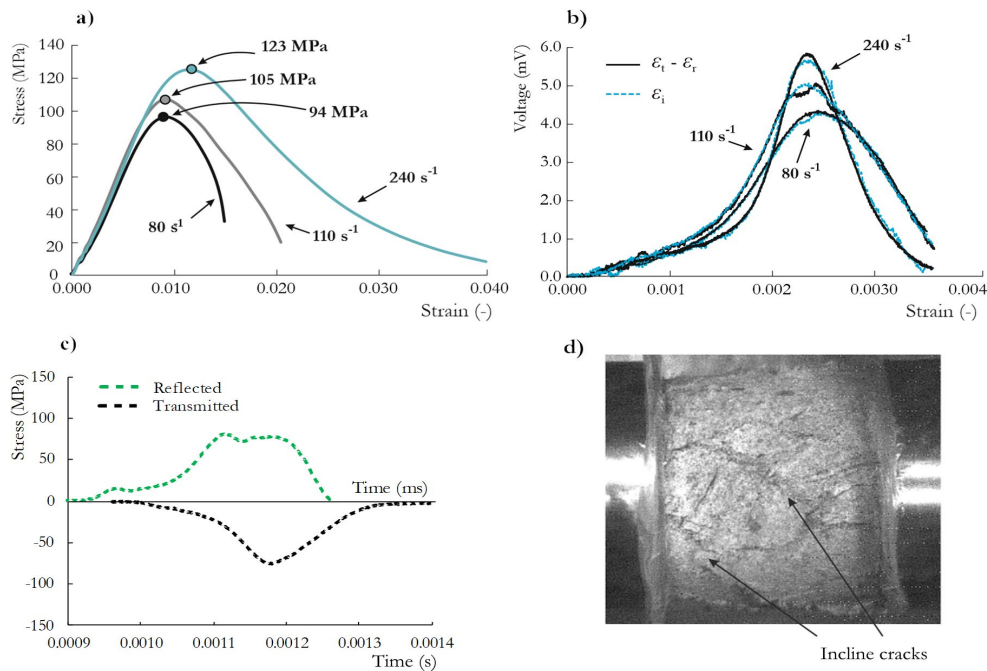 a)
Stress (MPa)
140
120
100
80
60
40
20
0
0.000
0.010
0.020
0.030
0.040
Strain (-)
123 MPa
105 MPa
94 MPa
80 s¹
110 s⁻¹
240 s⁻¹
b)
Voltage (mV)
6.0
5.0
4.0
3.0
2.0
1.0
0.0
0.000
0.001
0.002
0.0030
0.004
Strain (-)
εt - εr
εi
240 s⁻¹
110 s⁻¹
80 s⁻¹
c)
Stress (MPa)
150
100
50
0
-50
-100
-150
Reflected
Transmitted
Time (ms)
0.0009
0.0010
0.0011
0.0012
0.0013
0.0014
Time (s)
d)
Incline cracks